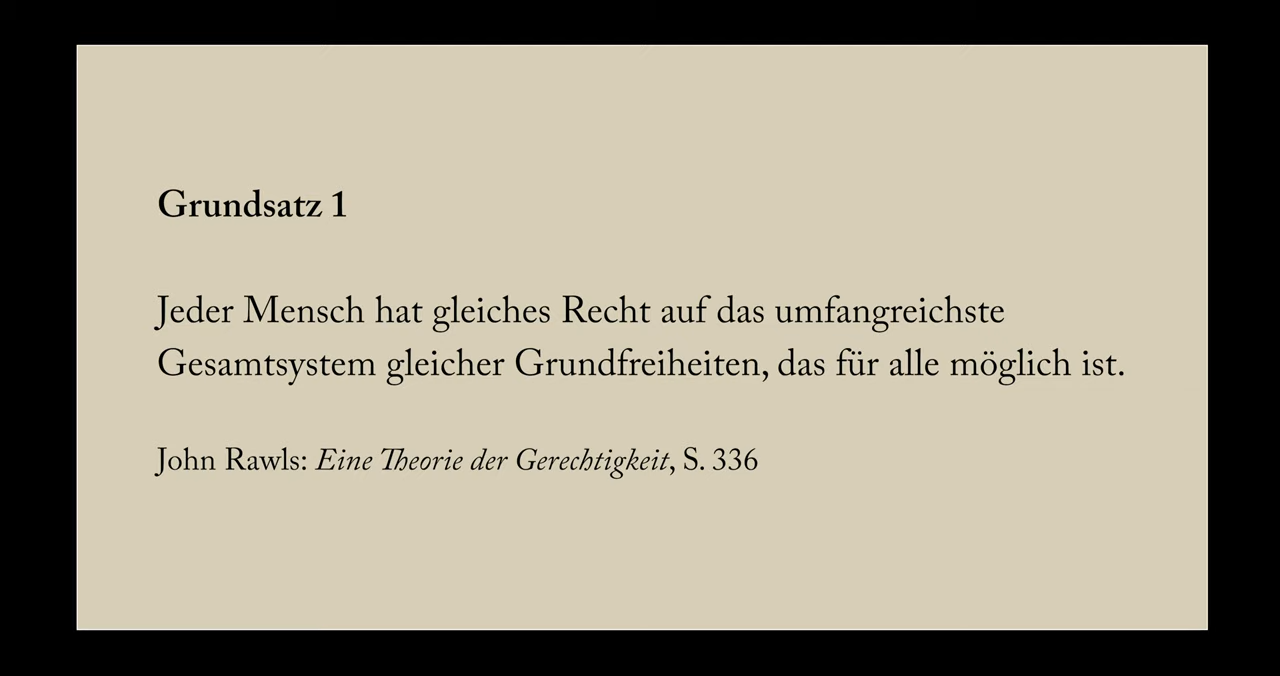 Grundsatz 1
Jeder Mensch hat gleiches Recht auf das umfangreichste
Gesamtsystem gleicher Grundfreiheiten, das für alle möglich ist.
John Rawls: Eine Theorie der Gerechtigkeit, S. 336